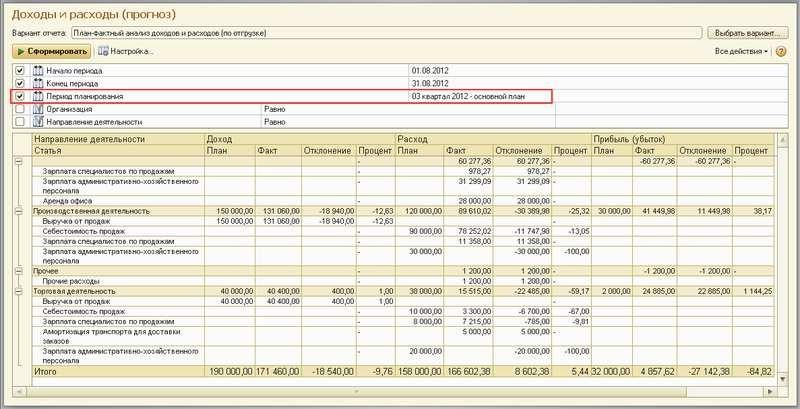 Доходы и расходы (прогноз)
Вариант отчета: План-фактный анализ доходов и расходов (по отгрузке) Выбрать вариант...
Сформировать Настройка... Все действия
Начало периода 01.08.2012
Конец периода 31.08.2012
Период планирования 03 квартал 2012 - основной план
Организация Равно
Направление деятельности Равно
Направление деятельности Доход Расход Прибыль (убыток)
Статья План Факт Отклонение Процент План Факт Отклонение Процент План Факт Отклонение Процент
- 60 277,36 60 277,36 - -60 277,36 -60 277,36 -
Зарплата специалистов по продажам - 978,27 978,27 -
Зарплата административно-хозяйственного - 31 299,09 31 299,09 -
персонала
Аренда офиса - 28 000,00 28 000,00 -
Производственная деятельность 150 000,00 131 060,00 -18 940,00 -12,63 120 000,00 89 610,02 -30 389,98 -25,32 30 000,00 41 449,98 11 449,98 38,17
Выручка от продаж 150 000,00 131 060,00 -18 940,00 -12,63
Себестоимость продаж - 90 000,00 78 252,02 -11 747,98 -13,05
Зарплата специалистов по продажам - 11 358,00 11 358,00 -
Зарплата административно-хозяйственного - 30 000,00 -30 000,00 -100,00
персонала
Прочее - 1 200,00 1 200,00 - -1 200,00 -1 200,00 -
Прочие расходы - 1 200,00 1 200,00 -
Торговая деятельность 40 000,00 40 400,00 400,00 1,00 38 000,00 15 515,00 -22 485,00 -59,17 2 000,00 24 885,00 22 885,00 1 144,25
Выручка от продаж 40 000,00 40 400,00 400,00 1,00
Себестоимость продаж - 10 000,00 3 300,00 -6 700,00 -67,00
Зарплата специалистов по продажам - 8 000,00 7 215,00 -785,00 -9,81
Амортизация транспорта для доставки - 5 000,00 5 000,00 -
заказов
Зарплата административно-хозяйственного - 20 000,00 -20 000,00 -100,00
персонала
Итого 190 000,00 171 460,00 -18 540,00 -9,76 158 000,00 166 602,38 8 602,38 5,44 32 000,00 4 857,62 -27 142,38 -84,82